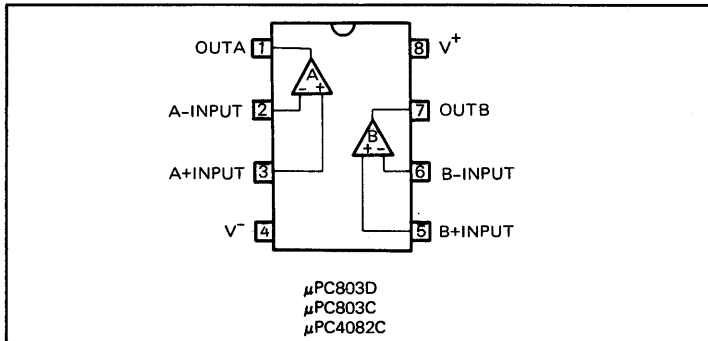 OUTA 1 8 V+
A
- +
A-INPUT 2 7 OUTB
B
+ -
A+INPUT 3 6 B-INPUT
V- 4 5 B+INPUT
μPC803D
μPC803C
μPC4082C